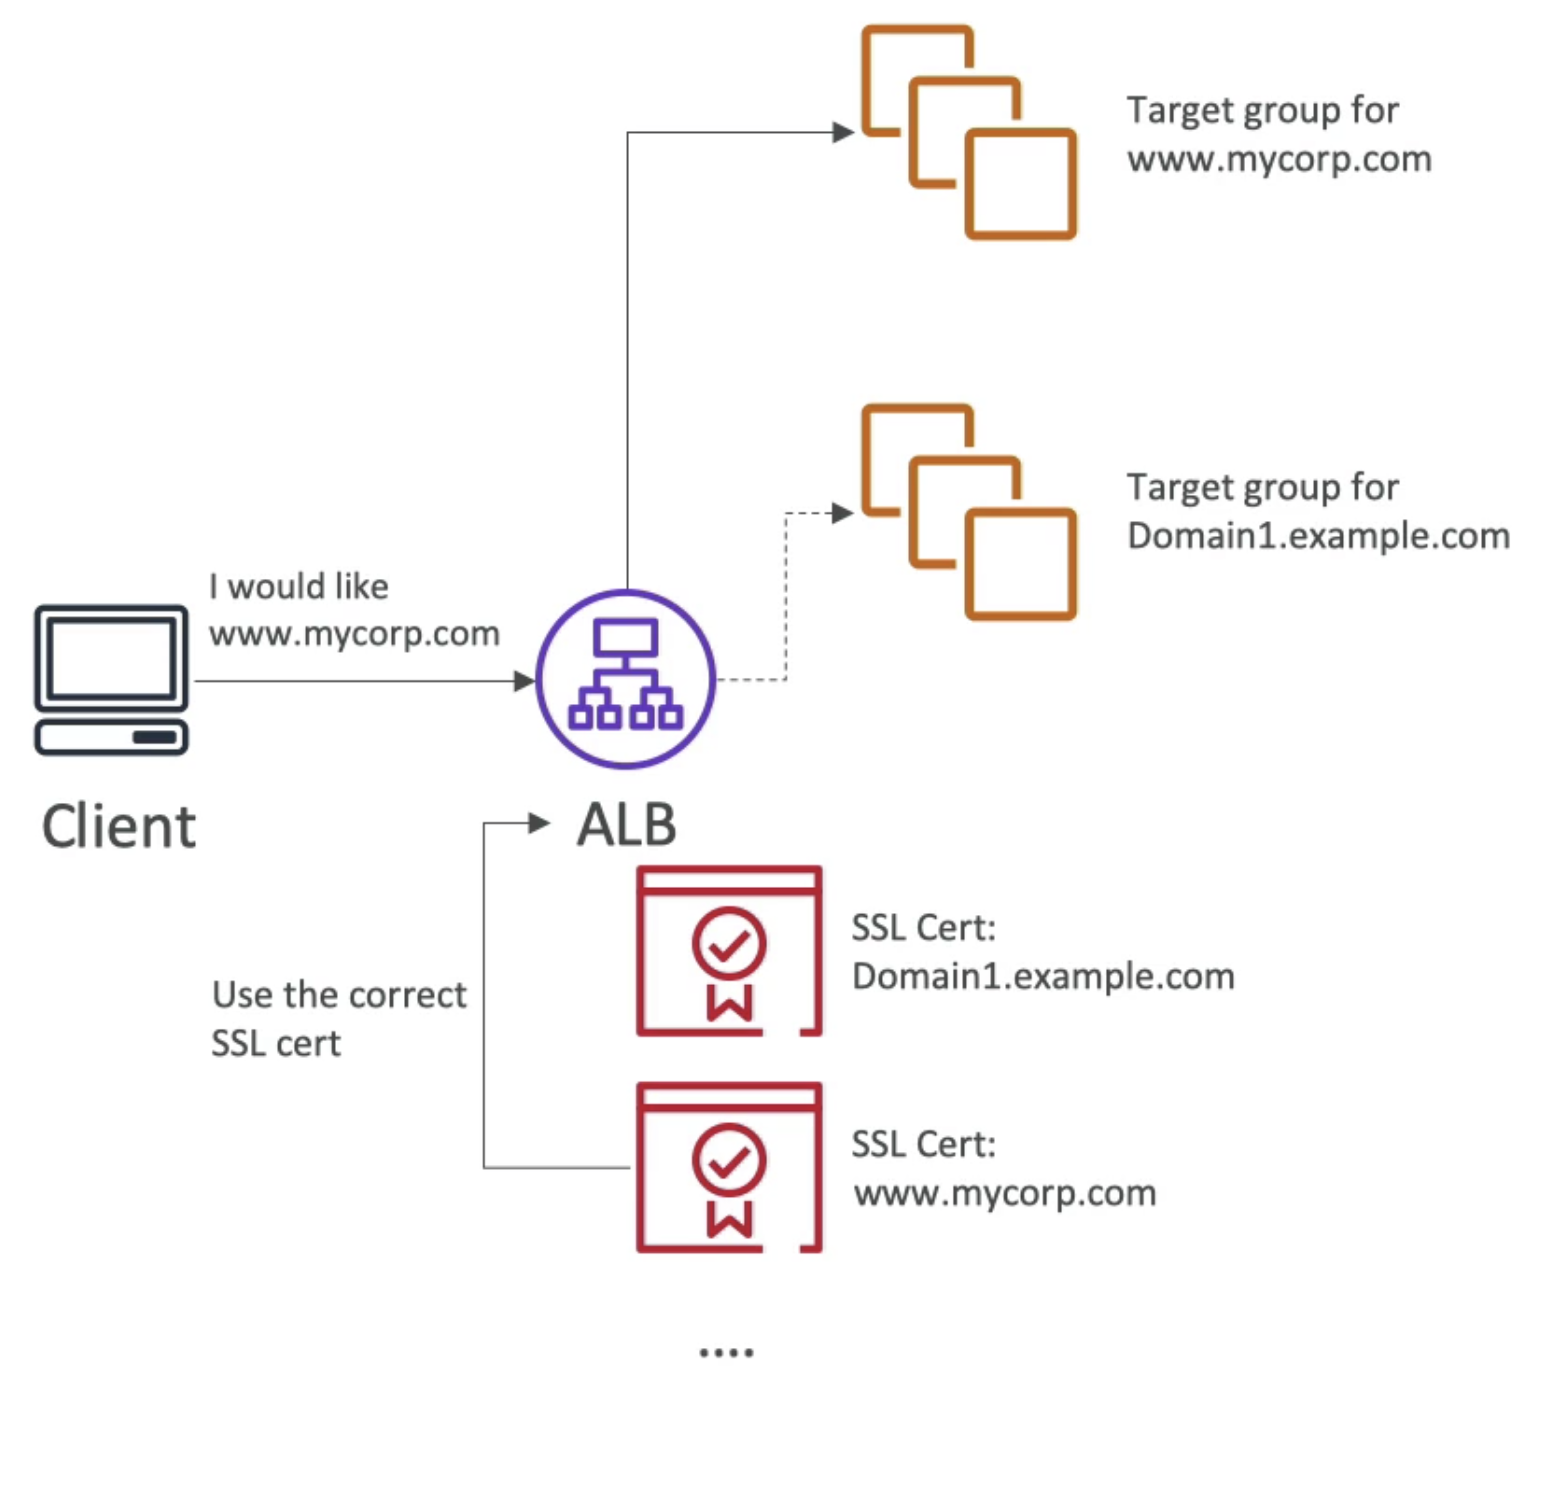 Target group for
www.mycorp.com
Target group for
Domain1.example.com
I would like
www.mycorp.com
Client
ALB
SSL Cert:
Domain1.example.com
Use the correct
SSL cert
SSL Cert:
www.mycorp.com
....